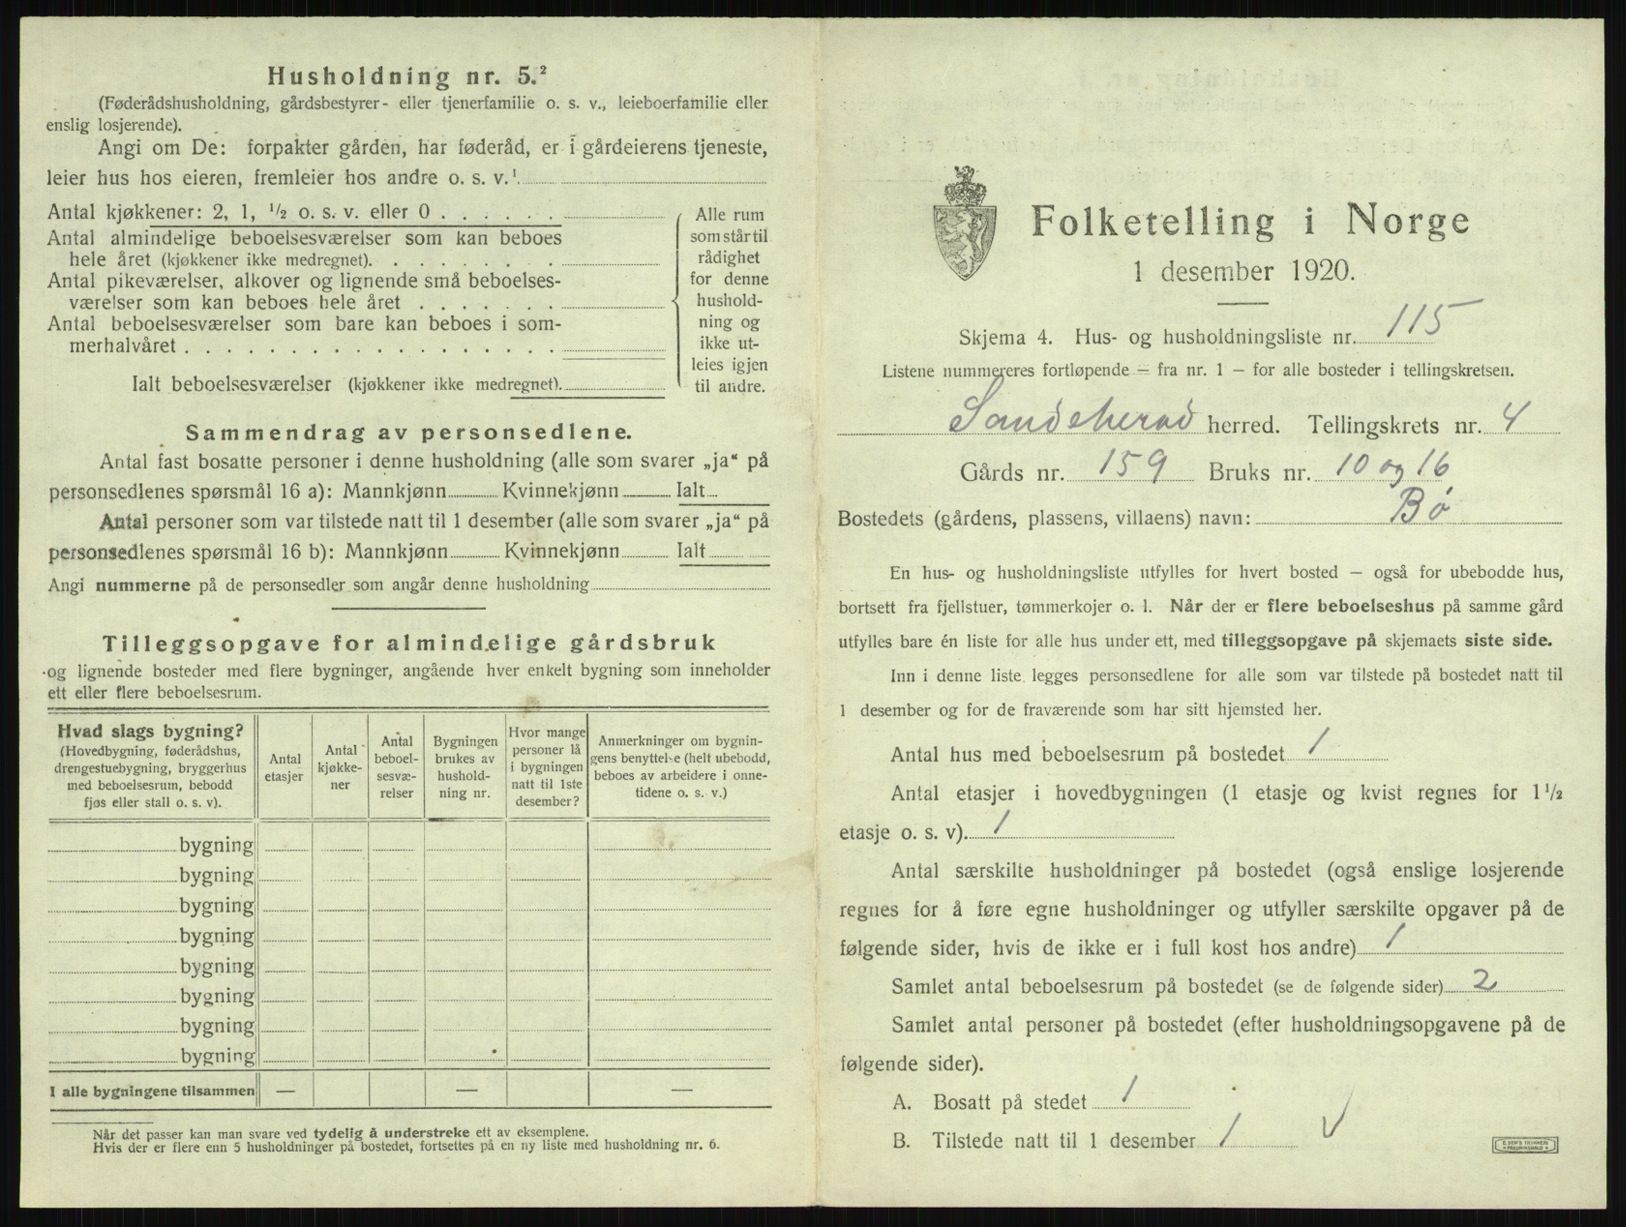 Husholdning nr. 5.²
(Føderådshusholdning, gårdsbestyrer- eller tjenerfamilie o. s. v., leieboerfamilie eller
enslig losjerende).
Angi om De: forpakter gården, har føderåd, er i gårdeierens tjeneste,
leier hus hos eieren, fremleier hos andre o. s. v.¹
Antal kjøkkener: 2, 1, ½ o. s. v. eller 0
Antal almindelige beboelsesværelser som kan beboes
hele året (kjøkkener ikke medregnet).
Antal pikeværelser, alkover og lignende små beboelses-
værelser som kan beboes hele året
Antal beboelsesværelser som bare kan beboes i som-
merhalvåret
Ialt beboelsesværelser (kjøkkener ikke medregnet).
Alle rum
som står til
rådighet
for denne
hushold-
ning og
ikke ut-
leies igjen
til andre.
Sammendrag av personsedlene.
Antal fast bosatte personer i denne husholdning (alle som svarer „ja“ på
personsedlenes spørsmål 16 a): Mannkjønn Kvinnekjønn Ialt
Antal personer som var tilstede natt til 1 desember (alle som svarer „ja“ på
personsedlenes spørsmål 16 b): Mannkjønn Kvinnekjønn Ialt
Angi nummerne på de personsedler som angår denne husholdning
Tilleggsopgave for almindelige gårdsbruk
og lignende bosteder med flere bygninger, angående hver enkelt bygning som inneholder
ett eller flere beboelsesrum.
Hvad slags bygning?
(Hovedbygning, føderådshus,
drengestuebygning, bryggerhus
med beboelsesrum, bebodd
fjøs eller stall o. s. v).
Antal
etasjer
Antal
kjøkke-
ner
Antal
beboel-
sesvæ-
relser
Bygningen
brukes av
hushold-
ning nr.
Hvor mange
personer lå
i bygningen
natt til 1ste
desember?
Anmerkninger om bygnin-
gens benyttelse (helt ubebodd,
beboes av arbeidere i onne-
tidene o. s. v.)
bygning
bygning
bygning
bygning
bygning
bygning
bygning
bygning
I alle bygningene tilsammen — — —
Når det passer kan man svare ved tydelig å understreke ett av eksemplene.
Hvis der er flere enn 5 husholdninger på bostedet, fortsettes på en ny liste med husholdning nr. 6.
Folketelling i Norge
1 desember 1920.
Skjema 4. Hus- og husholdningsliste nr. 115
Listene nummereres fortløpende — fra nr. 1 — for alle bosteder i tellingskretsen.
Sandeherad herred. Tellingskrets nr. 4
Gårds nr. 159 Bruks nr. 10 og 16
Bostedets (gårdens, plassens, villaens) navn: Bø
En hus- og husholdningsliste utfylles for hvert bosted — også for ubebodde hus,
bortsett fra fjellstuer, tømmerkojer o. l. Når der er flere beboelseshus på samme gård
utfylles bare én liste for alle hus under ett, med tilleggsopgave på skjemaets siste side.
Inn i denne liste legges personsedlene for alle som var tilstede på bostedet natt til
1 desember og for de fraværende som har sitt hjemsted her.
Antal hus med beboelsesrum på bostedet 1
Antal etasjer i hovedbygningen (1 etasje og kvist regnes for 1½
etasje o. s. v). 1
Antal særskilte husholdninger på bostedet (også enslige losjerende
regnes for å føre egne husholdninger og utfyller særskilte opgaver på de
følgende sider, hvis de ikke er i full kost hos andre) 1
Samlet antal beboelsesrum på bostedet (se de følgende sider) 2
Samlet antal personer på bostedet (efter husholdningsopgavene på de
følgende sider).
A. Bosatt på stedet 1
B. Tilstede natt til 1 desember 1 ✓